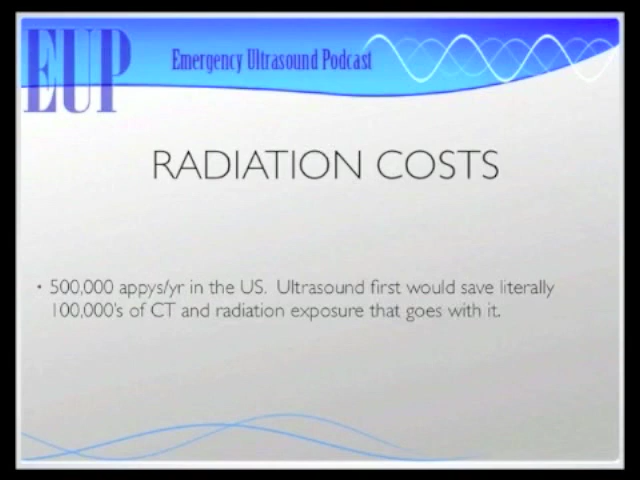 EUP
Emergency Ultrasound Podcast
RADIATION COSTS
• 500,000 appys/yr in the US. Ultrasound first would save literally
100,000's of CT and radiation exposure that goes with it.